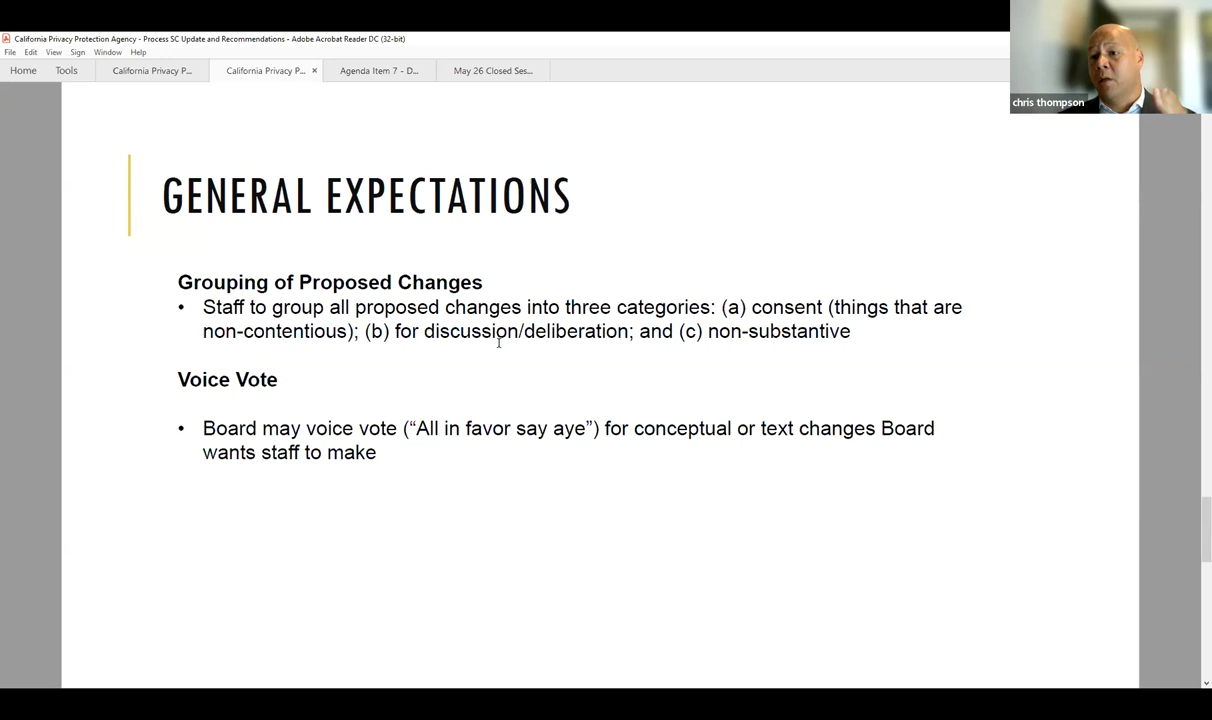 California Privacy Protection Agency - Process SC Update and Recommendations - Adobe Acrobat Reader DC (32-bit)
File Edit View Sign Window Help
Home Tools California Privacy P... California Privacy P... × Agenda Item 7 - D... May 26 Closed Ses...
chris thompson
GENERAL EXPECTATIONS
Grouping of Proposed Changes
• Staff to group all proposed changes into three categories: (a) consent (things that are
non-contentious); (b) for discussion/deliberation; and (c) non-substantive
Voice Vote
• Board may voice vote (“All in favor say aye”) for conceptual or text changes Board
wants staff to make